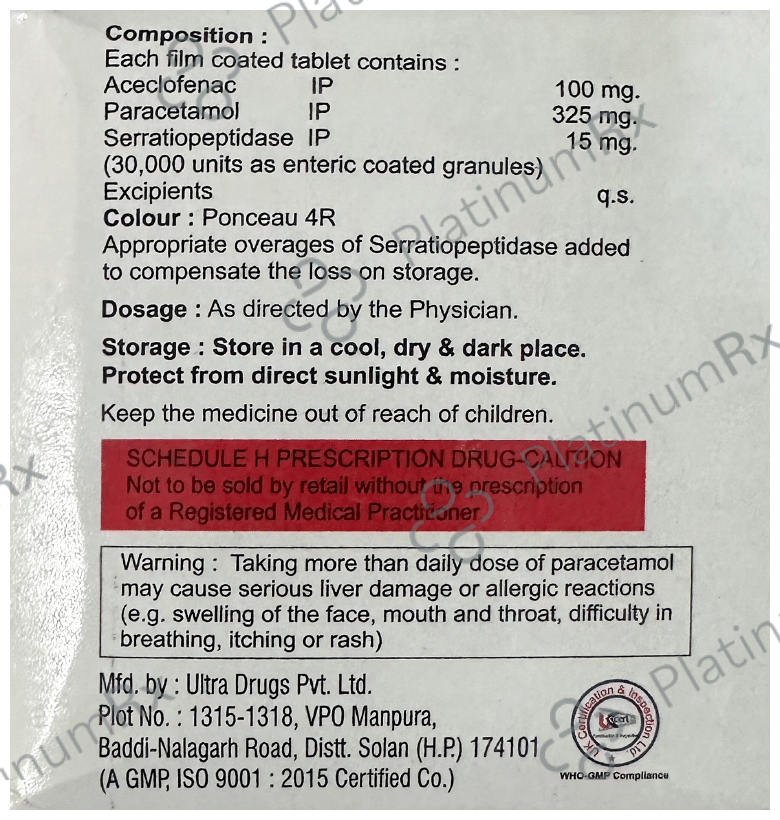 Composition :
Each film coated tablet contains :
Aceclofenac IP 100 mg.
Paracetamol IP 325 mg.
Serratiopeptidase IP 15 mg.
(30,000 units as enteric coated granules)
Excipients q.s.
Colour : Ponceau 4R
Appropriate overages of Serratiopeptidase added
to compensate the loss on storage.
Dosage : As directed by the Physician.
Storage : Store in a cool, dry & dark place.
Protect from direct sunlight & moisture.
Keep the medicine out of reach of children.
SCHEDULE H PRESCRIPTION DRUG-CAUTION
Not to be sold by retail without the prescription
of a Registered Medical Practitioner
Warning : Taking more than daily dose of paracetamol
may cause serious liver damage or allergic reactions
(e.g. swelling of the face, mouth and throat, difficulty in
breathing, itching or rash)
Mfd. by : Ultra Drugs Pvt. Ltd.
Plot No. : 1315-1318, VPO Manpura,
Baddi-Nalagarh Road, Distt. Solan (H.P.) 174101
(A GMP, ISO 9001 : 2015 Certified Co.)
UK Certification & Inspection Ltd
WHO-GMP Compliance
PlatinumRx
PlatinumRx